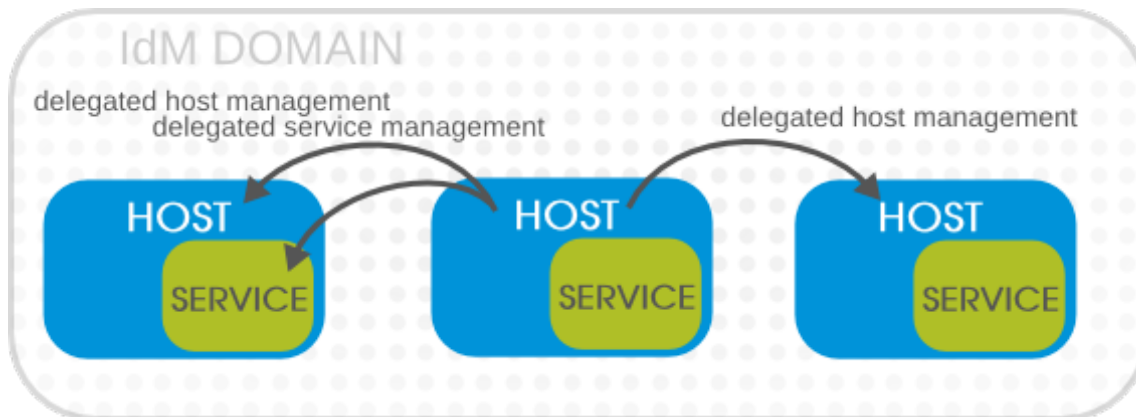 IdM DOMAIN
delegated host management
delegated service management
delegated host management
HOST
SERVICE
HOST
SERVICE
HOST
SERVICE